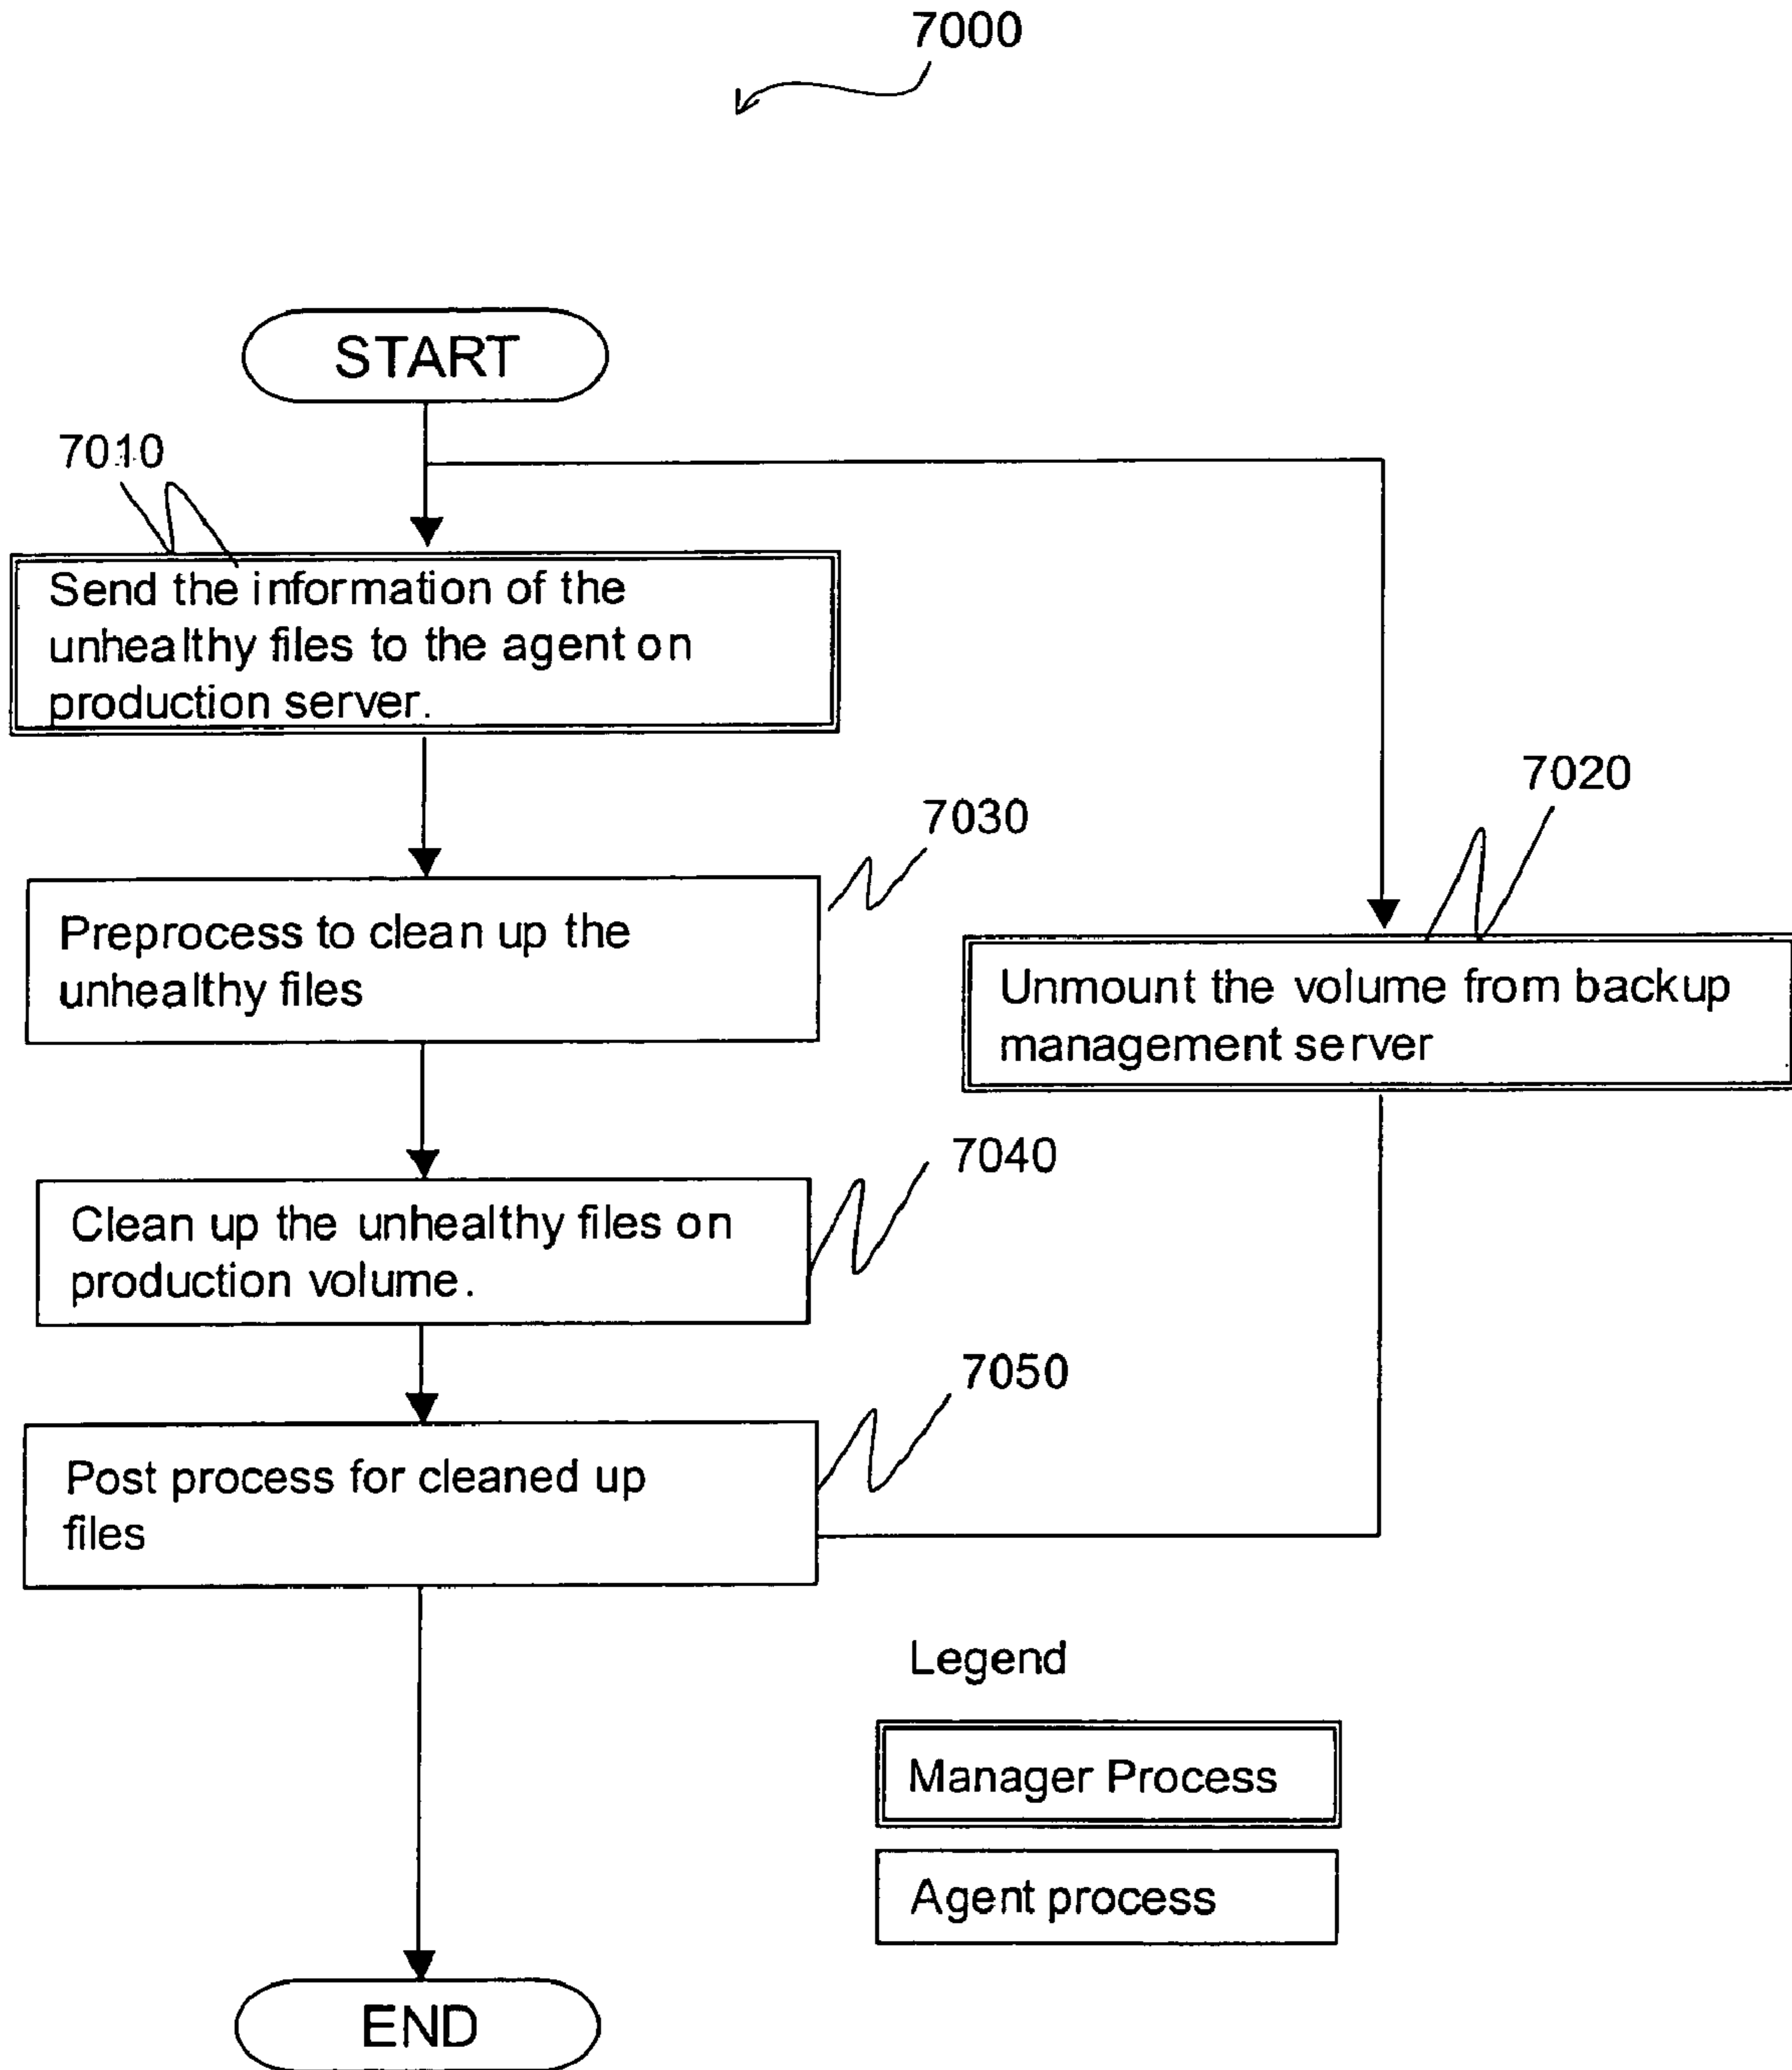 7000
START
7010
Send the information of the
unhealthy files to the agent on
production server.
7020
7030
Preprocess to clean up the
unhealthy files
Unmount the volume from backup
management server
7040
Clean up the unhealthy files on
production volume.
7050
Post process for cleaned up
files
Legend
Manager Process
Agent process
END